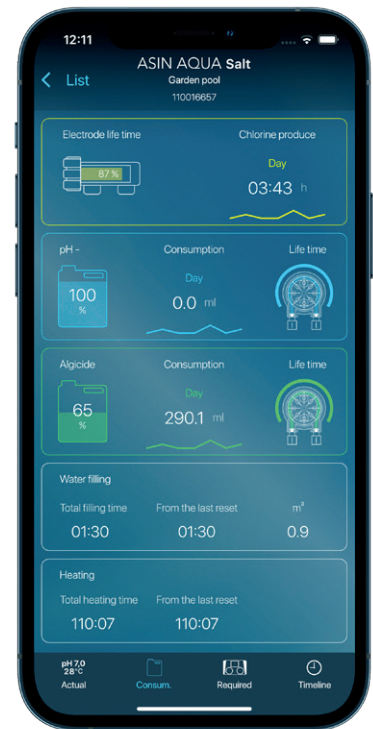 12:11
ASIN AQUA Salt
List
Garden pool
110016657
Electrode life time
Chlorine produce
87 %
Day
03:43 h
pH -
Consumption
Life time
100
%
Day
0.0 ml
Algicide
Consumption
Life time
65
%
Day
290.1 ml
Water filling
Total filling time
From the last reset
m³
01:30
01:30
0.9
Heating
Total heating time
From the last reset
110:07
110:07
pH 7,0
28°C
Actual
Consum.
Required
Timeline